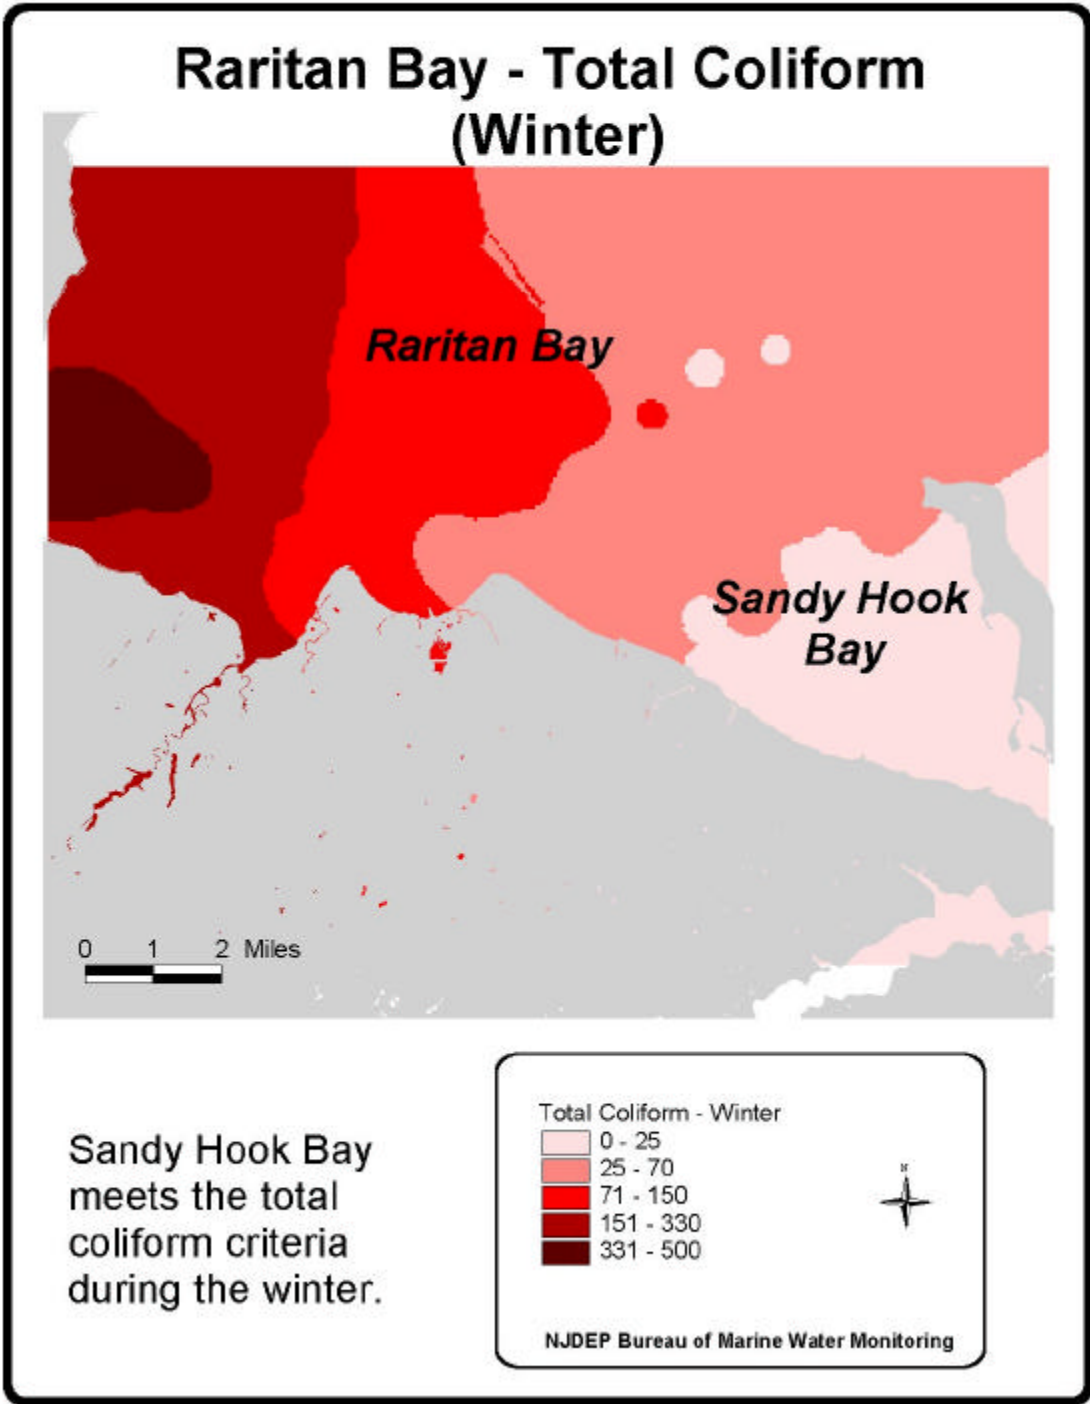 Raritan Bay - Total Coliform
(Winter)
Raritan Bay
Sandy Hook
Bay
0 1 2 Miles
Sandy Hook Bay
meets the total
coliform criteria
during the winter.
Total Coliform - Winter
0 - 25
25 - 70
71 - 150
151 - 330
331 - 500
N
NJDEP Bureau of Marine Water Monitoring